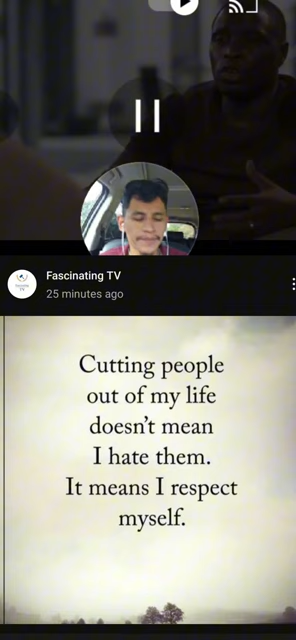 Fascinating TV
25 minutes ago
Cutting people
out of my life
doesn't mean
I hate them.
It means I respect
myself.